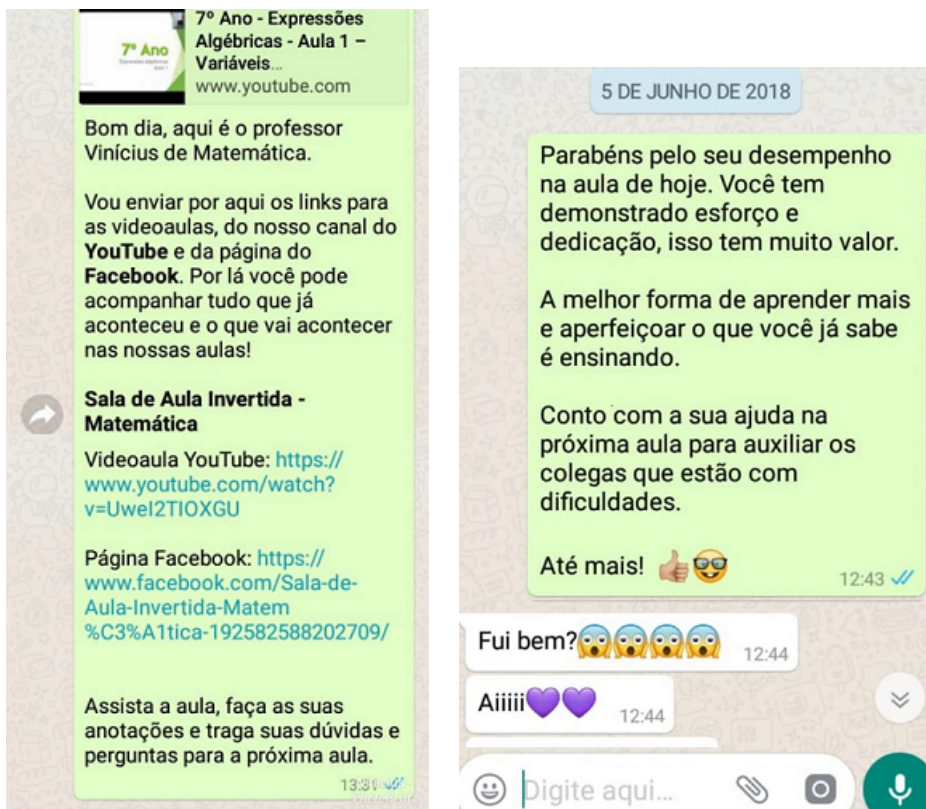 7º Ano - Expressões
Algébricas - Aula 1 –
Variáveis...
www.youtube.com
7º Ano
Expressões Algébricas
Aula 1
Bom dia, aqui é o professor
Vinícius de Matemática.
Vou enviar por aqui os links para
as videoaulas, do nosso canal do
YouTube e da página do
Facebook. Por lá você pode
acompanhar tudo que já
aconteceu e o que vai acontecer
nas nossas aulas!
Sala de Aula Invertida -
Matemática
Videoaula YouTube: https://
www.youtube.com/watch?
v=UweI2TIOXGU
Página Facebook: https://
www.facebook.com/Sala-de-
Aula-Invertida-Matem
%C3%A1tica-192582588202709/
Assista a aula, faça as suas
anotações e traga suas dúvidas e
perguntas para a próxima aula.
13:31
5 DE JUNHO DE 2018
Parabéns pelo seu desempenho
na aula de hoje. Você tem
demonstrado esforço e
dedicação, isso tem muito valor.
A melhor forma de aprender mais
e aperfeiçoar o que você já sabe
é ensinando.
Conto com a sua ajuda na
próxima aula para auxiliar os
colegas que estão com
dificuldades.
Até mais! 👍🤓
12:43
Fui bem?😱😱😱😱 12:44
Aiiiii💜💜 12:44
Digite aqui...